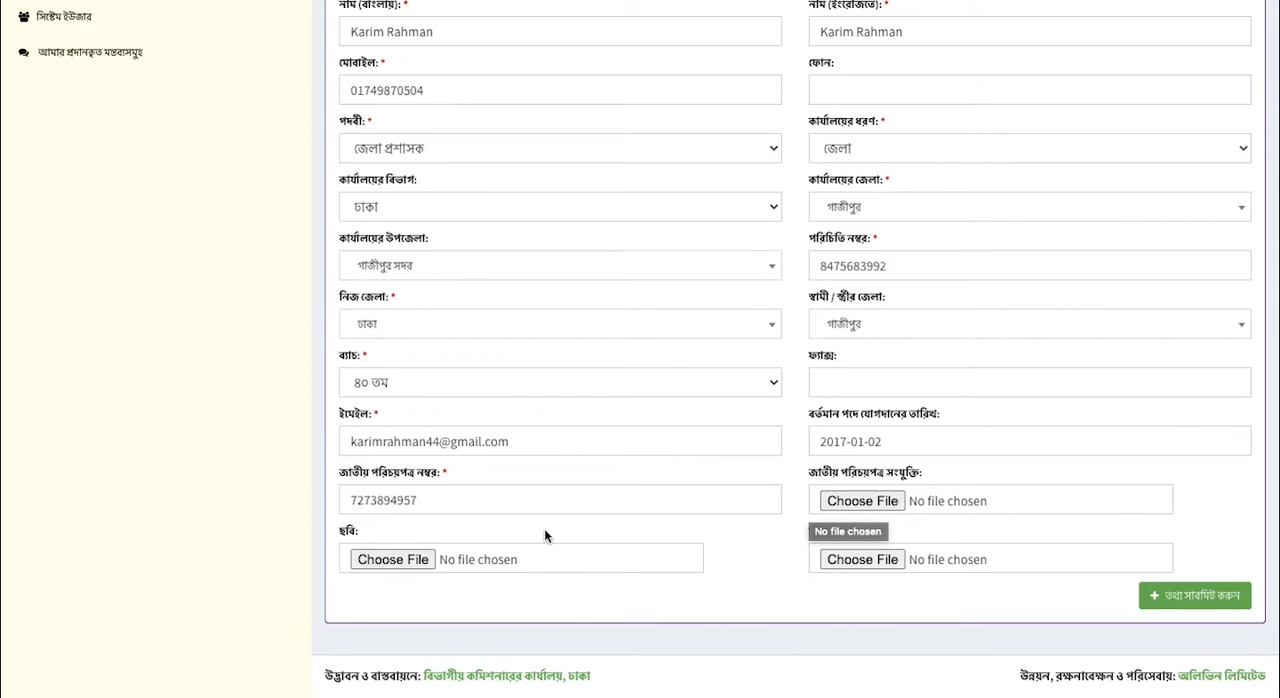 সিস্টেম ইউজার
আমার প্রদানকৃত মন্তব্যসমুহ
নাম (বাংলায়): *
নাম (ইংরেজিতে): *
Karim Rahman
Karim Rahman
মোবাইল: *
ফোন:
01749870504
পদবী: *
কার্যালয়ের ধরণ: *
জেলা প্রশাসক
জেলা
কার্যালয়ের বিভাগ:
কার্যালয়ের জেলা: *
ঢাকা
গাজীপুর
কার্যালয়ের উপজেলা:
পরিচিতি নম্বর: *
গাজীপুর সদর
8475683992
নিজ জেলা: *
স্বামী / স্ত্রীর জেলা:
ঢাকা
গাজীপুর
ব্যাচ: *
ফ্যাক্স:
৪০ তম
ইমেইল: *
বর্তমান পদে যোগদানের তারিখ:
karimrahman44@gmail.com
2017-01-02
জাতীয় পরিচয়পত্র নম্বর: *
জাতীয় পরিচয়পত্র সংযুক্তি:
7273894957
Choose File No file chosen
ছবি:
No file chosen
Choose File No file chosen
Choose File No file chosen
+ তথ্য সাবমিট করুন
উদ্ভাবন ও বাস্তবায়নে: বিভাগীয় কমিশনারের কার্যালয়, ঢাকা
উন্নয়ন, রক্ষনাবেক্ষন ও পরিসেবায়: অলিভিন লিমিটেড